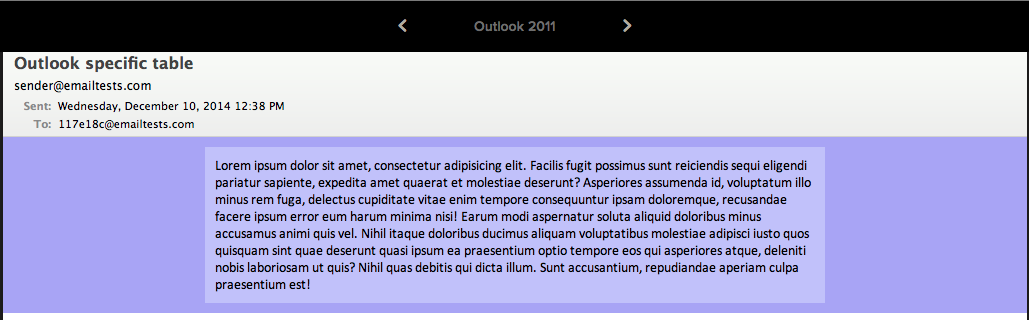 Outlook 2011
Outlook specific table
sender@emailtests.com
Sent: Wednesday, December 10, 2014 12:38 PM
To: 117e18c@emailtests.com
Lorem ipsum dolor sit amet, consectetur adipisicing elit. Facilis fugit possimus sunt reiciendis sequi eligendi
pariatur sapiente, expedita amet quaerat et molestiae deserunt? Asperiores assumenda id, voluptatum illo
minus rem fuga, delectus cupiditate vitae enim tempore consequuntur ipsam doloremque, recusandae
facere ipsum error eum harum minima nisi! Earum modi aspernatur soluta aliquid doloribus minus
accusamus animi quis vel. Nihil itaque doloribus ducimus aliquam voluptatibus molestiae adipisci iusto quos
quisquam sint quae deserunt quasi ipsum ea praesentium optio tempore eos qui asperiores atque, deleniti
nobis laboriosam ut quis? Nihil quas debitis qui dicta illum. Sunt accusantium, repudiandae aperiam culpa
praesentium est!